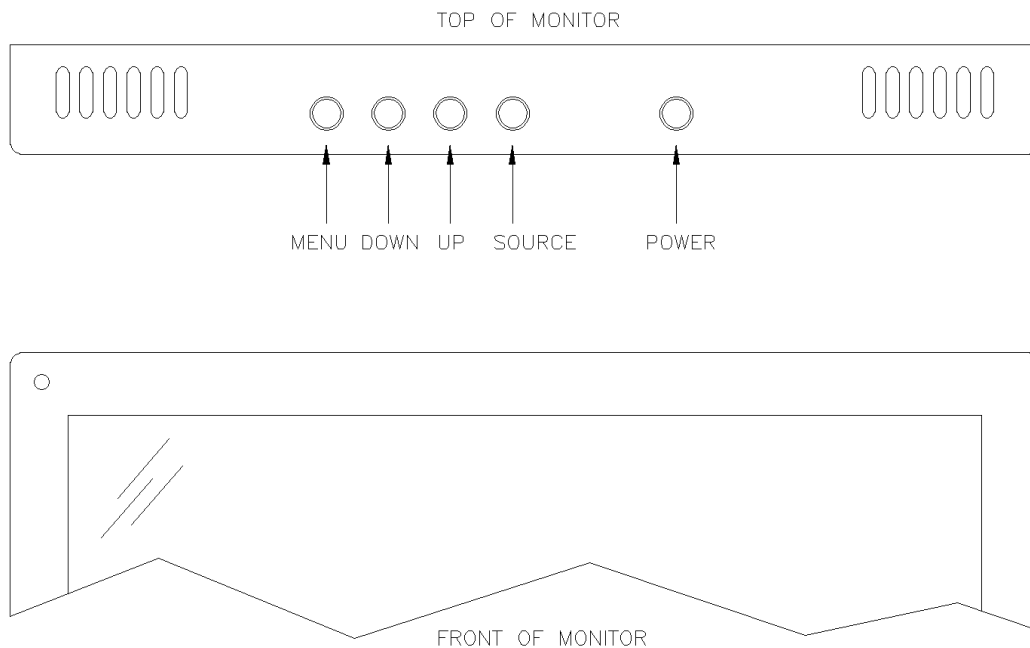 TOP OF MONITOR
MENU DOWN UP SOURCE POWER
FRONT OF MONITOR